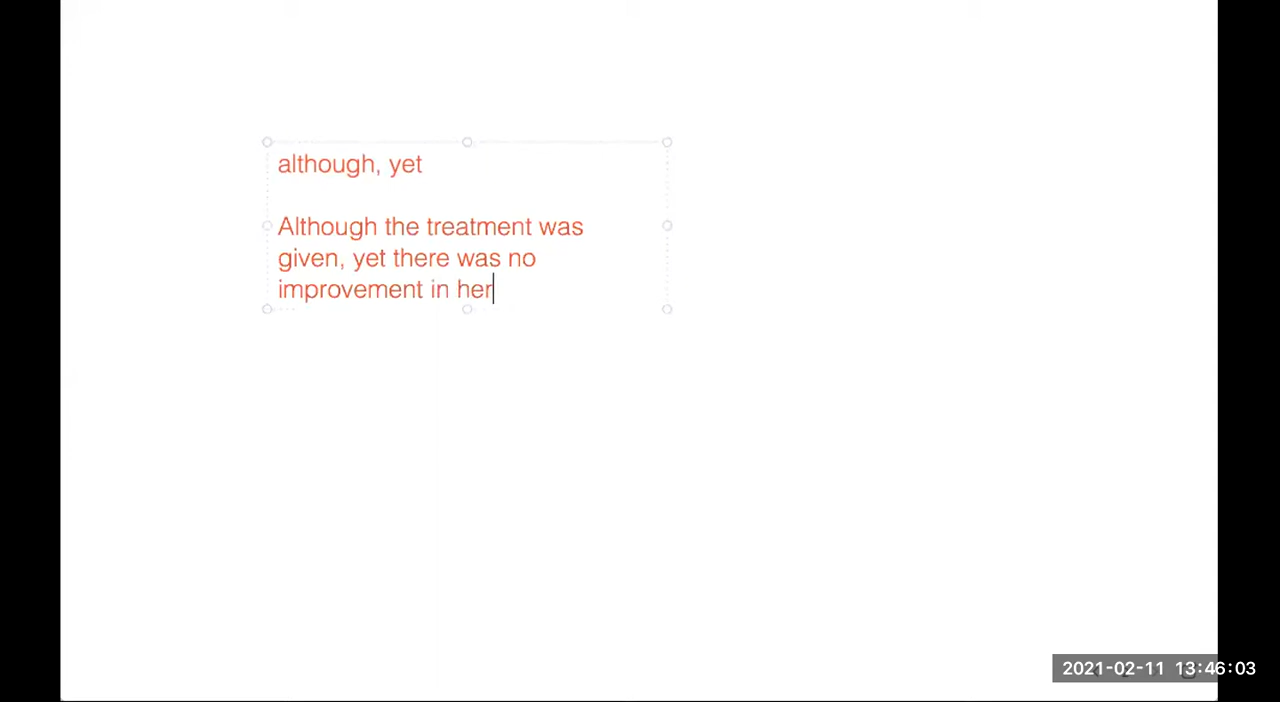 although, yet
Although the treatment was
given, yet there was no
improvement in her
2021-02-11 13:46:03